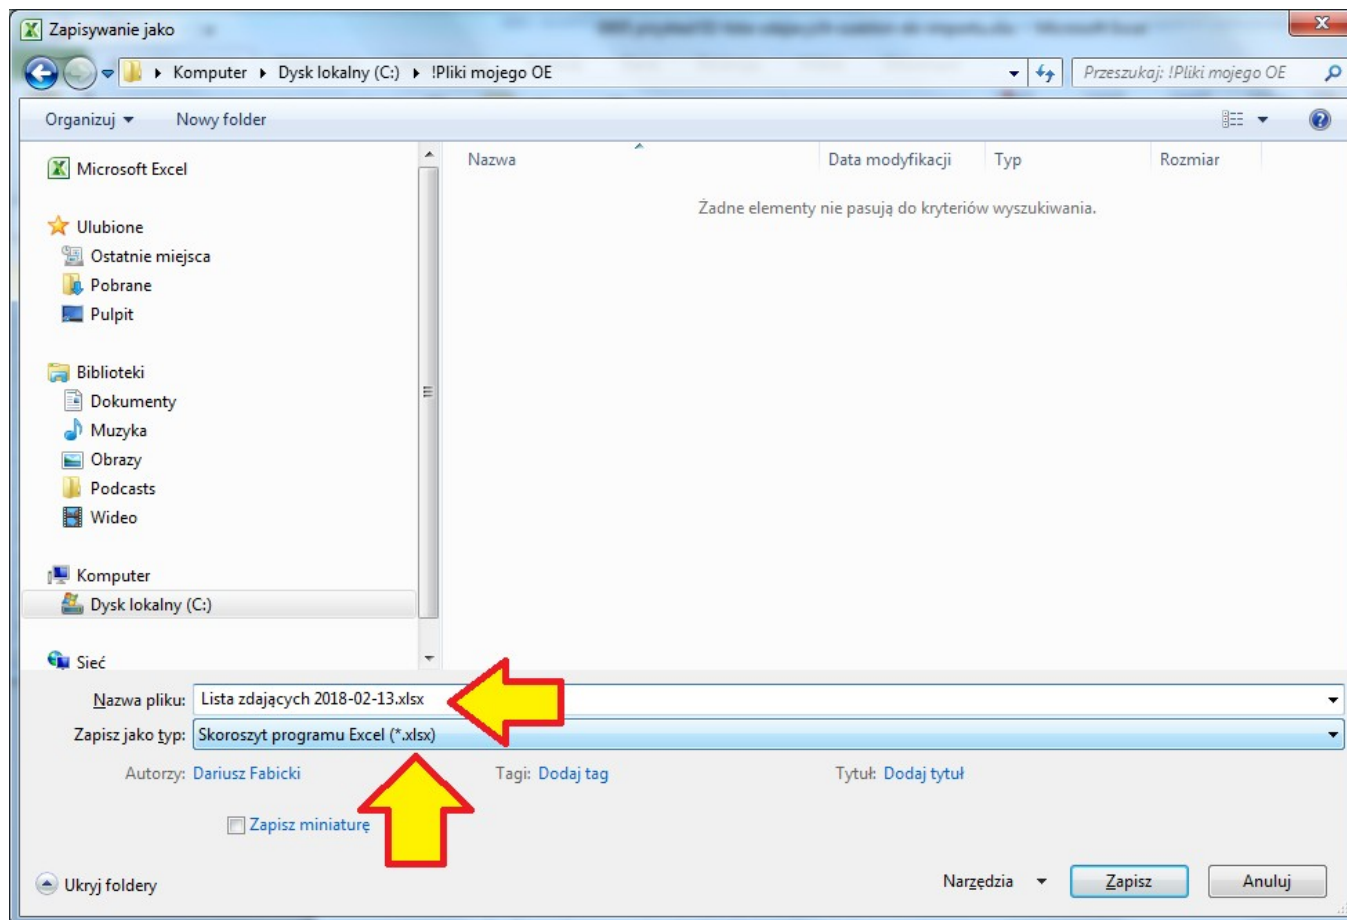 Zapisywanie jako
Komputer Dysk lokalny (C:) !Pliki mojego OE Przeszukaj: !Pliki mojego OE
Organizuj Nowy folder
Microsoft Excel
Ulubione
Ostatnie miejsca
Pobrane
Pulpit
Biblioteki
Dokumenty
Muzyka
Obrazy
Podcasts
Wideo
Komputer
Dysk lokalny (C:)
Sieć
Nazwa Data modyfikacji Typ Rozmiar
Żadne elementy nie pasują do kryteriów wyszukiwania.
Nazwa pliku: Lista zdających 2018-02-13.xlsx
Zapisz jako typ: Skoroszyt programu Excel (*.xlsx)
Autorzy: Dariusz Fabicki Tagi: Dodaj tag Tytuł: Dodaj tytuł
Zapisz miniaturę
Ukryj foldery Narzędzia Zapisz Anuluj